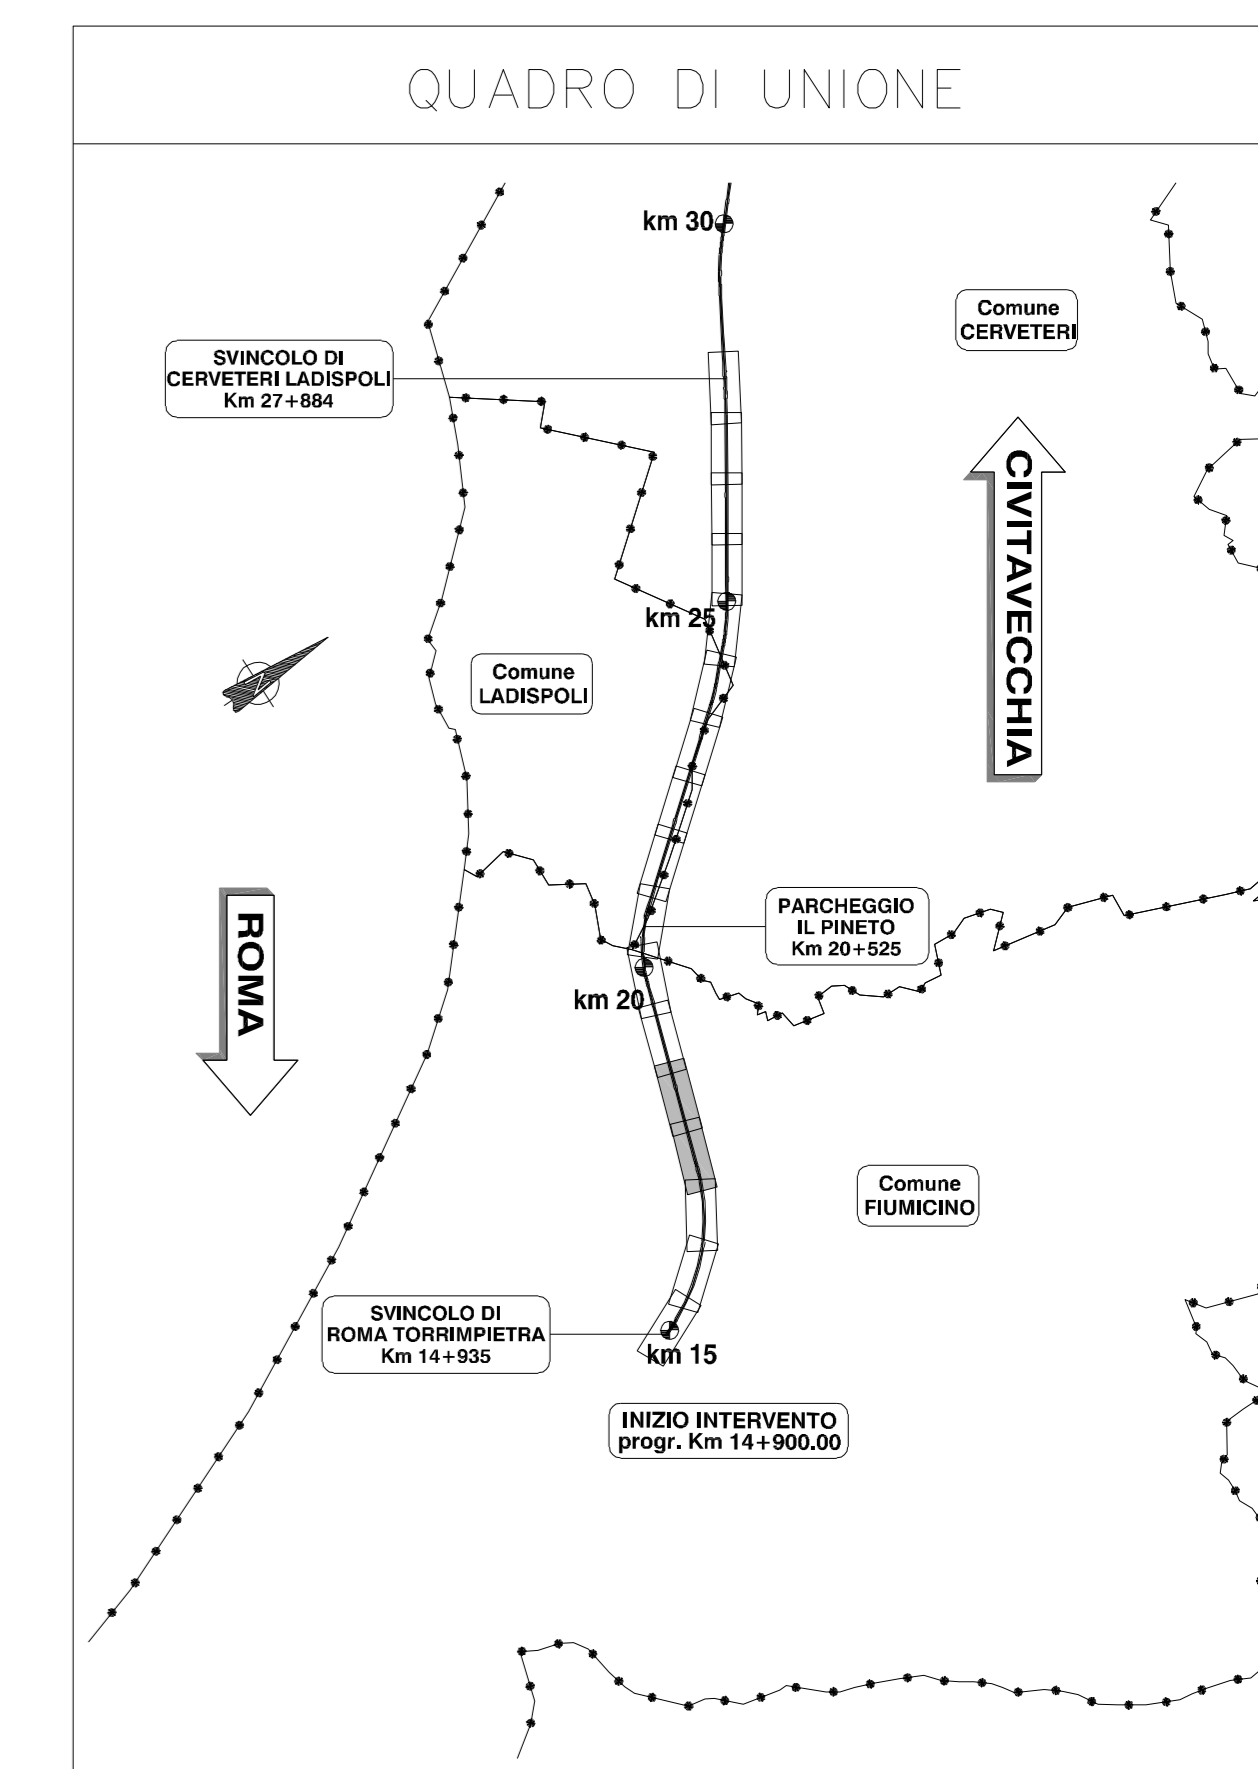 QUADRO DI UNIONE
km 30
Comune
CERVETERI
SVINCOLO DI
CERVETERI LADISPOLI
Km 27+884
CIVITAVECCHIA
km 25
Comune
LADISPOLI
N
PARCHEGGIO
IL PINETO
Km 20+525
ROMA
km 20
Comune
FIUMICINO
SVINCOLO DI
ROMA TORRIMPIETRA
Km 14+935
km 15
INIZIO INTERVENTO
progr. Km 14+900.00